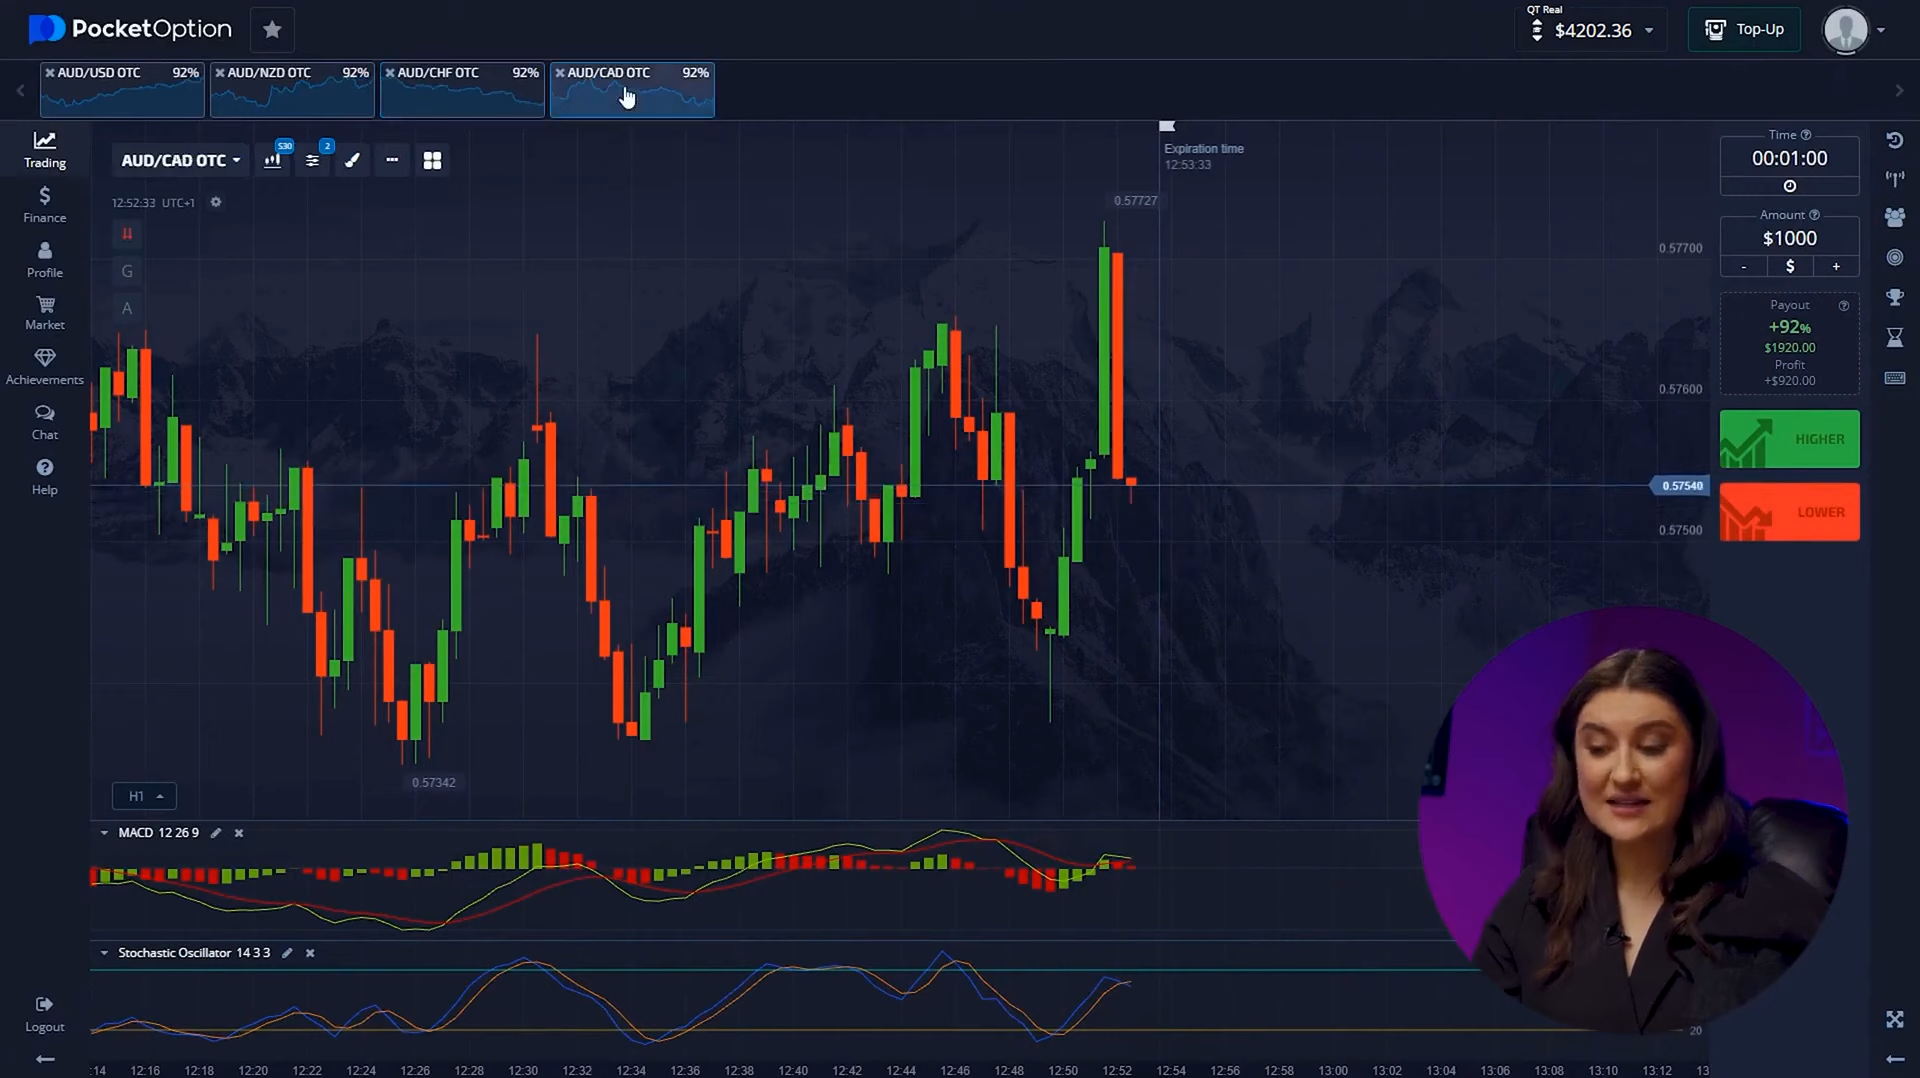 PocketOption
QT Real
$4202.36
Top-Up
AUD/USD OTC 92%
AUD/NZD OTC 92%
AUD/CHF OTC 92%
AUD/CAD OTC 92%
Trading
Finance
Profile
Market
Achievements
Chat
Help
Logout
AUD/CAD OTC
S30
2
12:52:33 UTC+1
G
A
Expiration time
12:53:33
0.57727
0.57342
0.57700
0.57600
0.57540
0.57500
H1
MACD 12 26 9
Stochastic Oscillator 14 3 3
20
:14 12:16 12:18 12:20 12:22 12:24 12:26 12:28 12:30 12:32 12:34 12:36 12:38 12:40 12:42 12:44 12:46 12:48 12:50 12:52 12:54 12:56 12:58 13:00 13:02 13:04 13:06 13:08 13:10 13:12 13
Time
00:01:00
Amount
$1000
- $ +
Payout
+92%
$1920.00
Profit
+$920.00
HIGHER
LOWER